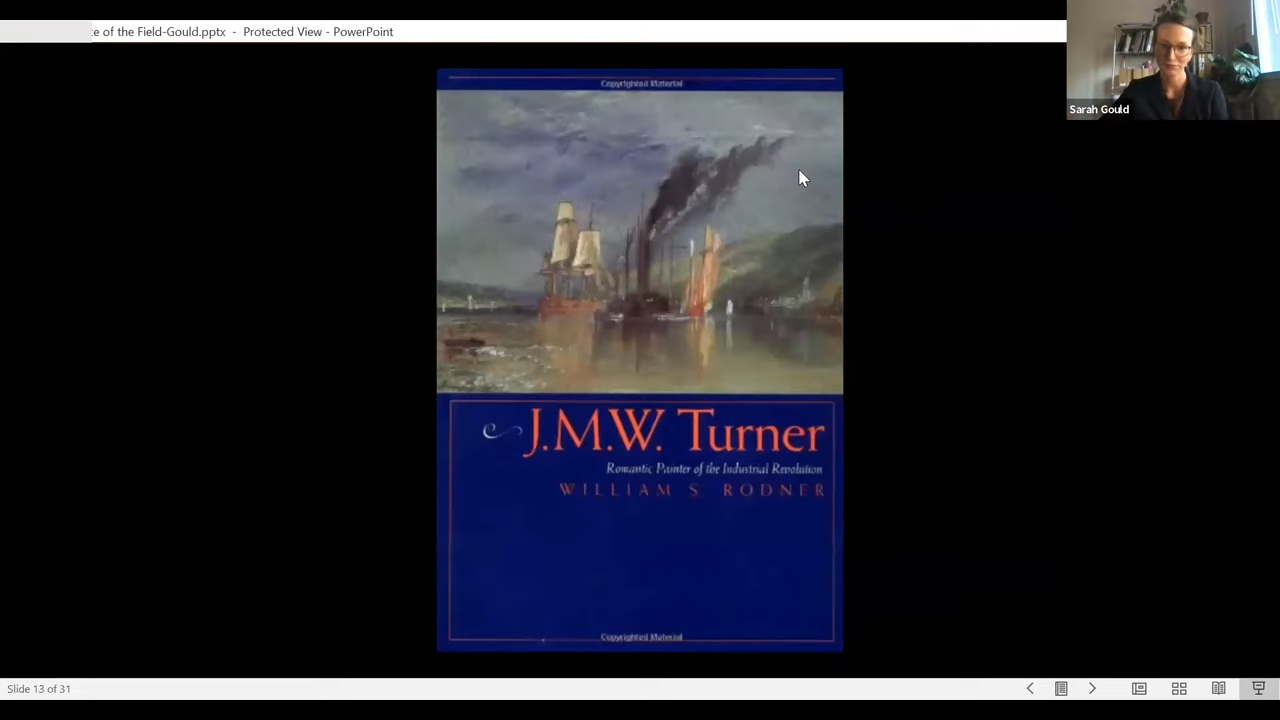 e of the Field-Gould.pptx - Protected View - PowerPoint
Sarah Gould
Copyrighted Material
J.M.W. Turner
Romantic Painter of the Industrial Revolution
WILLIAM S. RODNER
Copyrighted Material
Slide 13 of 31